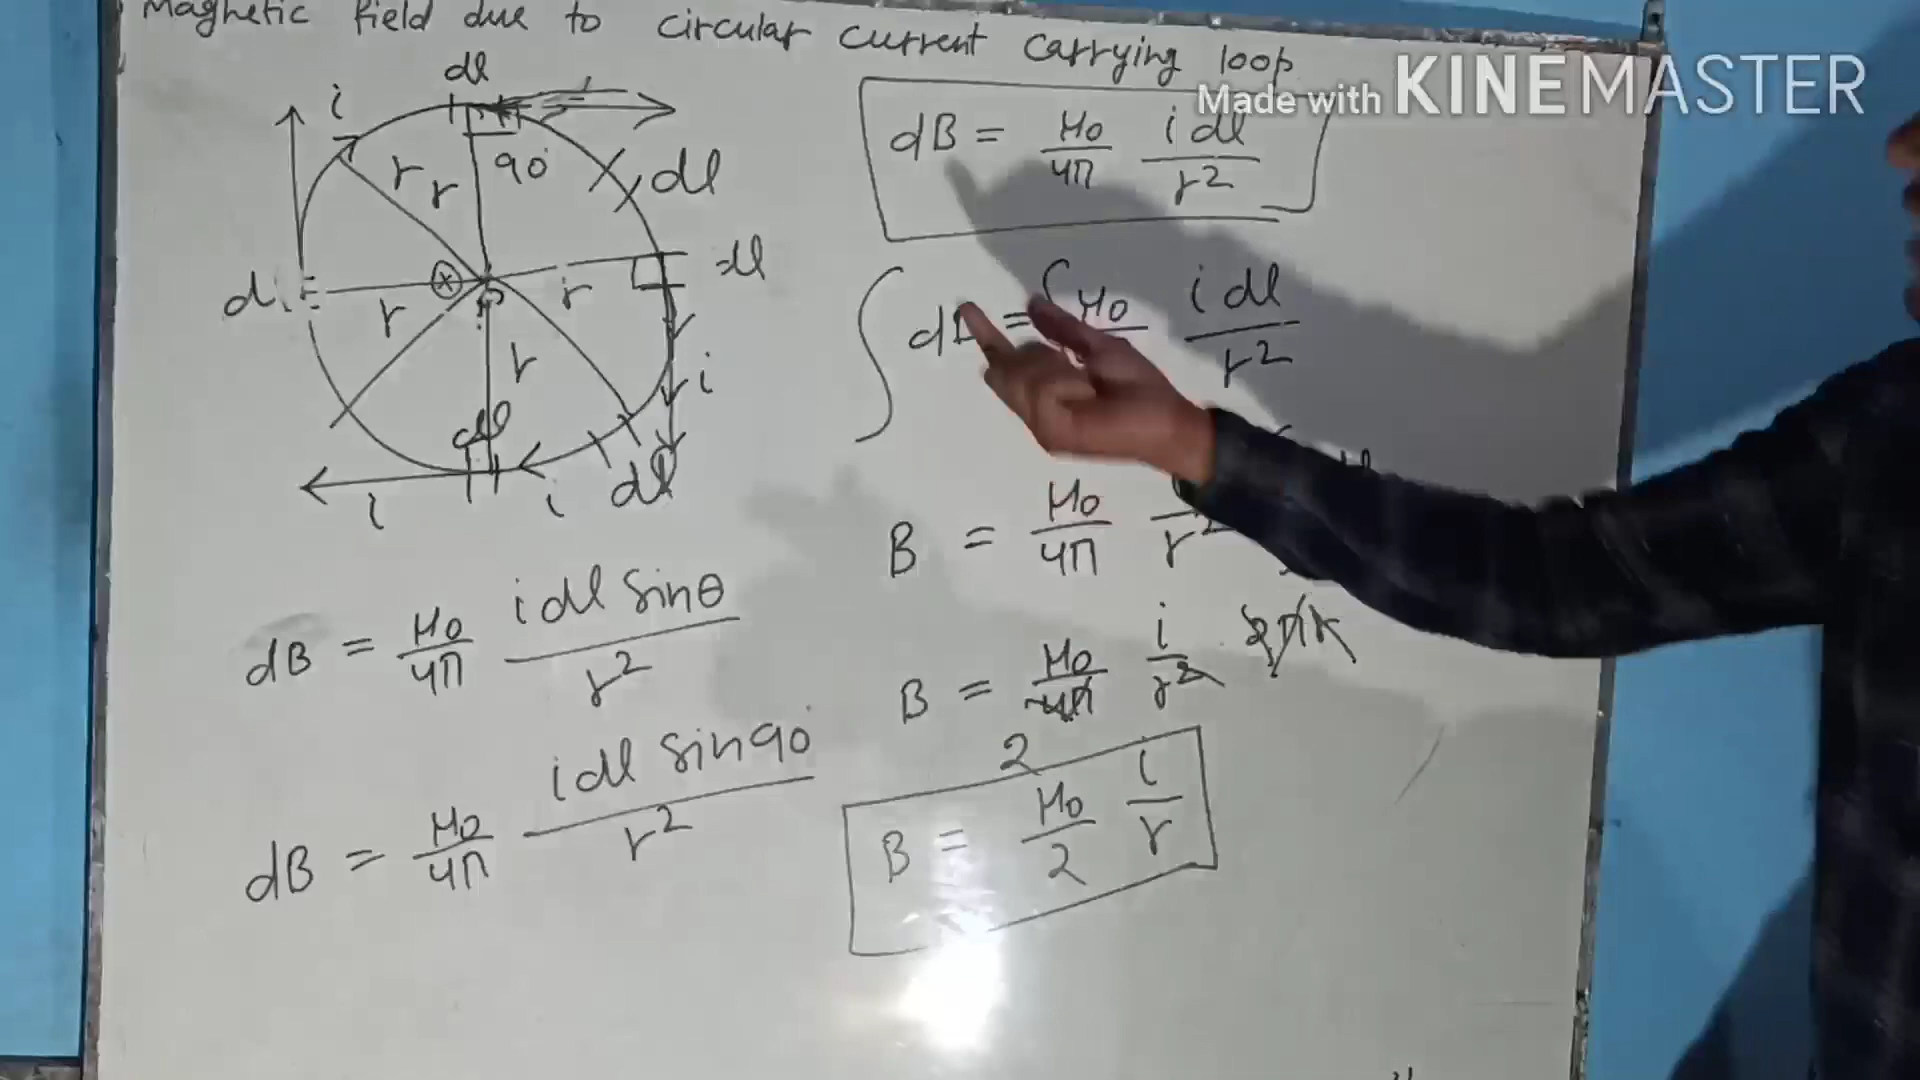 Magnetic field due to circular current carrying loop
Made with KINEMASTER
dl
i
r
r
90°
dl
dl
r
r
P
r
i
dl
dl
i
i
dB = μ0/4π i dl sinθ / r²
dB = μ0/4π i dl sin90° / r²
dB = μ0/4π i dl / r²
∫ dB = ∫ μ0 i dl / r²
B = μ0/4π
B = μ0/4π i/r² 2πr
2
B = μ0/2 i/r